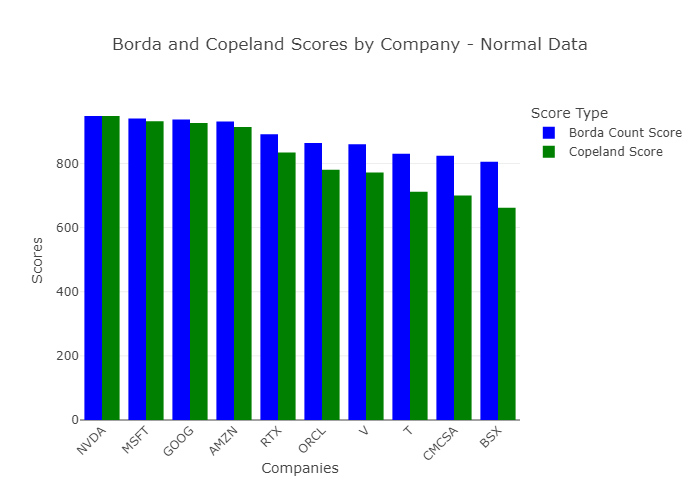 Borda and Copeland Scores by Company - Normal Data
Score Type
Borda Count Score
Copeland Score
Scores
800
600
400
200
0
NVDA
MSFT
GOOG
AMZN
RTX
ORCL
V
T
CMCSA
BSX
Companies